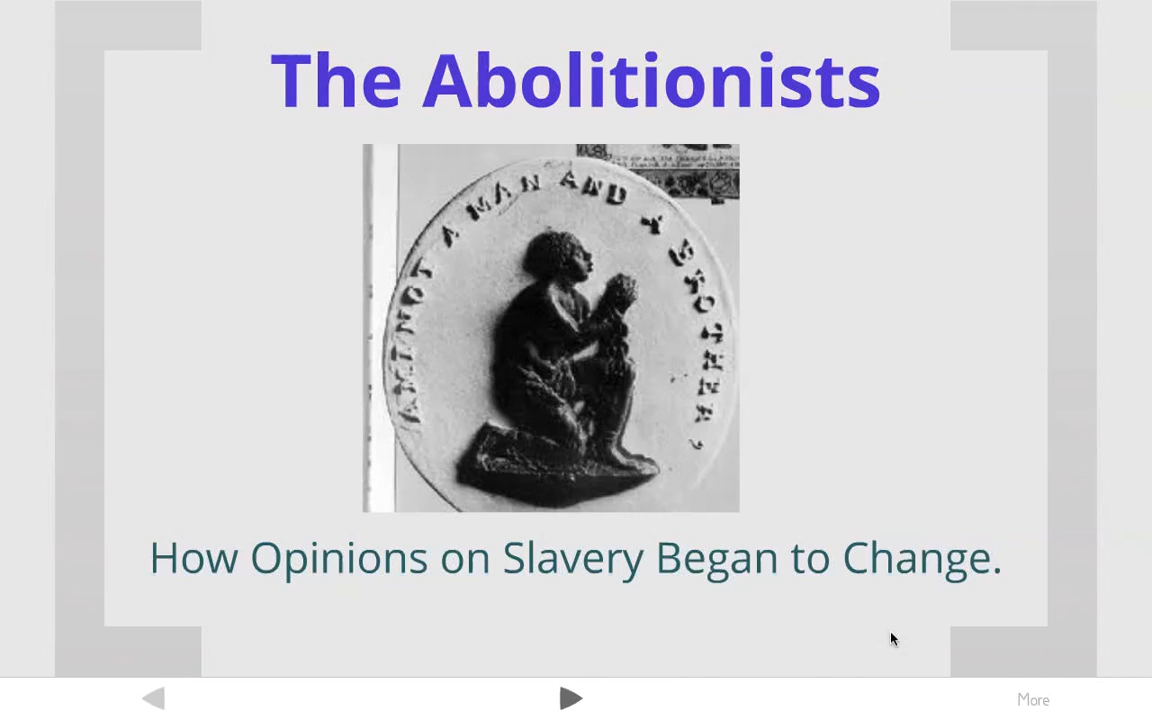 The Abolitionists
AM I NOT A MAN AND A BROTHER,
How Opinions on Slavery Began to Change.
More